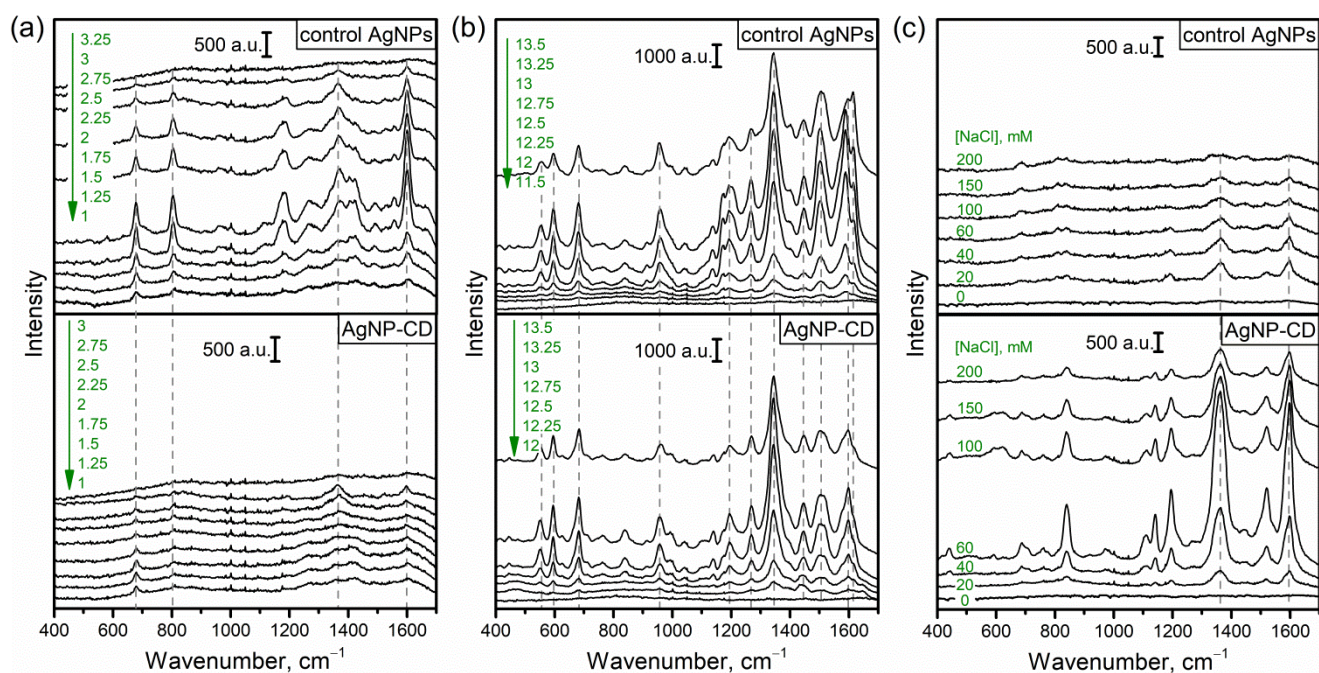 (a)
control AgNPs
500 a.u.
3.25
3
2.75
2.5
2.25
2
1.75
1.5
1.25
1
Intensity
AgNP-CD
500 a.u.
3
2.75
2.5
2.25
2
1.75
1.5
1.25
1
400 600 800 1000 1200 1400 1600
Wavenumber, cm⁻¹
(b)
control AgNPs
1000 a.u.
13.5
13.25
13
12.75
12.5
12.25
12
11.5
Intensity
AgNP-CD
1000 a.u.
13.5
13.25
13
12.75
12.5
12.25
12
400 600 800 1000 1200 1400 1600
Wavenumber, cm⁻¹
(c)
control AgNPs
500 a.u.
[NaCl], mM
200
150
100
60
40
20
0
Intensity
AgNP-CD
500 a.u.
[NaCl], mM
200
150
100
60
40
20
0
400 600 800 1000 1200 1400 1600
Wavenumber, cm⁻¹